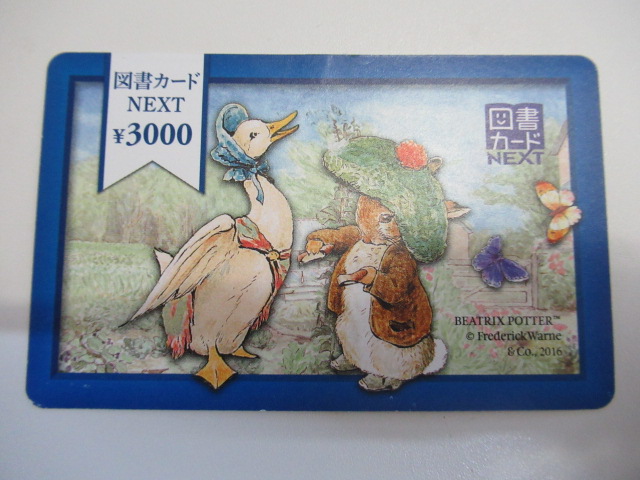 図書カード
NEXT
¥3000
図書
カード
NEXT
BEATRIX POTTER™
© Frederick Warne
& Co., 2016